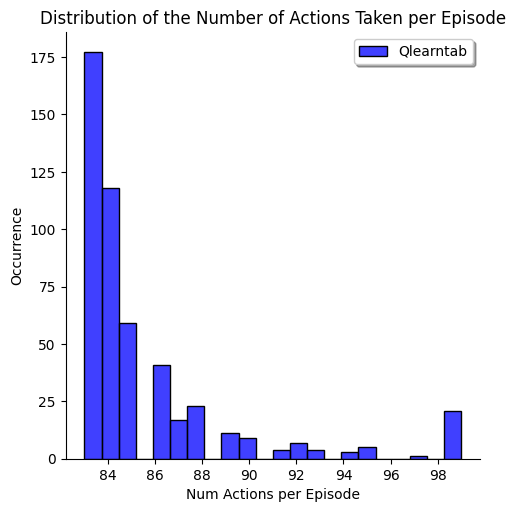 Distribution of the Number of Actions Taken per Episode
Qlearntab
175
150
125
100
75
50
25
0
Occurrence
84 86 88 90 92 94 96 98
Num Actions per Episode